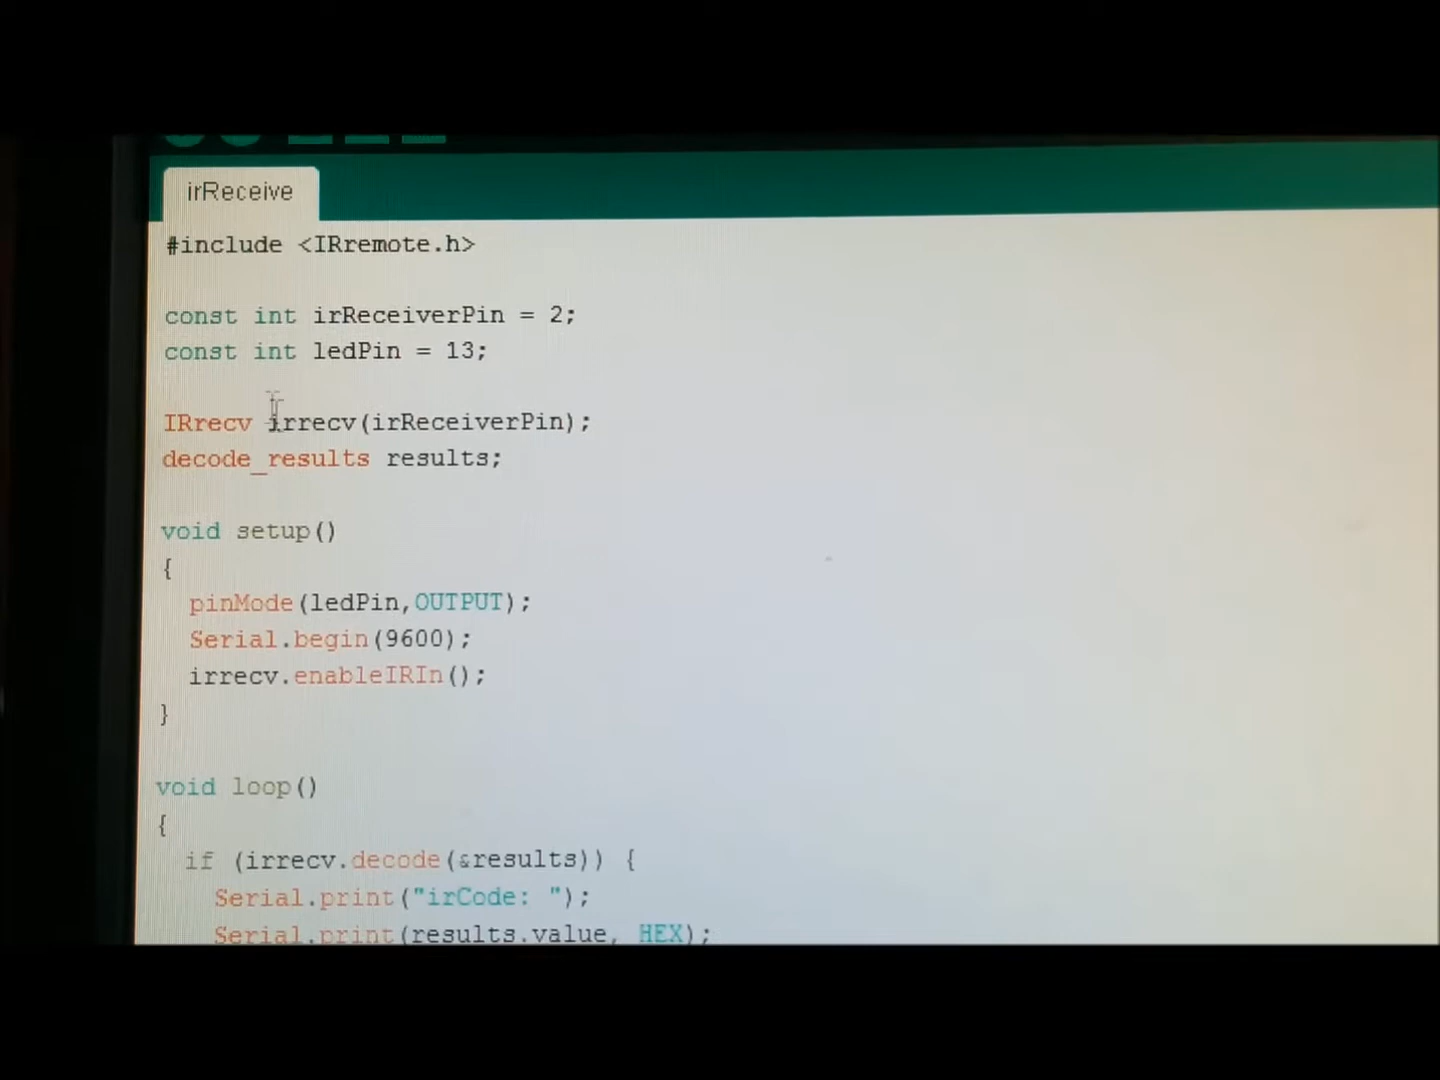 irReceive
#include <IRremote.h>
const int irReceiverPin = 2;
const int ledPin = 13;
IRrecv irrecv(irReceiverPin);
decode_results results;
void setup()
{
pinMode(ledPin,OUTPUT);
Serial.begin(9600);
irrecv.enableIRIn();
}
void loop()
{
if (irrecv.decode(&results)) {
Serial.print("irCode: ");
Serial.print(results.value, HEX);